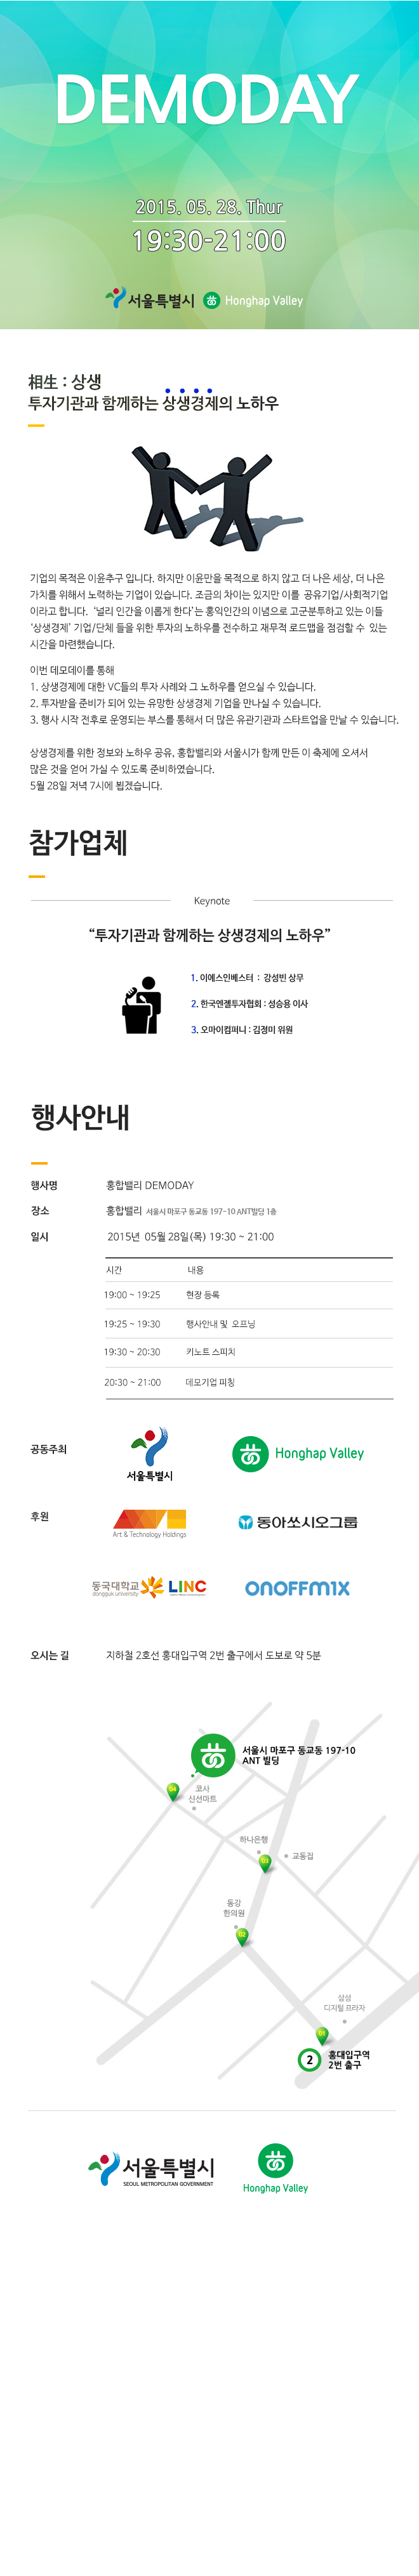 DEMODAY
2015. 05. 28. Thur
19:30-21:00
서울특별시 Honghap Valley
相生 : 상생
투자기관과 함께하는 상생경제의 노하우
기업의 목적은 이윤추구 입니다. 하지만 이윤만을 목적으로 하지 않고 더 나은 세상, 더 나은
가치를 위해서 노력하는 기업이 있습니다. 조금의 차이는 있지만 이를 공유기업/사회적기업
이라고 합니다. '널리 인간을 이롭게 한다'는 홍익인간의 이념으로 고군분투하고 있는 이들
'상생경제' 기업/단체 들을 위한 투자의 노하우를 전수하고 재무적 로드맵을 점검할 수 있는
시간을 마련했습니다.
이번 데모데이를 통해
1. 상생경제에 대한 VC들의 투자 사례와 그 노하우를 얻으실 수 있습니다.
2. 투자받을 준비가 되어 있는 유망한 상생경제 기업을 만나실 수 있습니다.
3. 행사 시작 전후로 운영되는 부스를 통해서 더 많은 유관기관과 스타트업을 만날 수 있습니다.
상생경제를 위한 정보와 노하우 공유, 홍합밸리와 서울시가 함께 만든 이 축제에 오셔서
많은 것을 얻어 가실 수 있도록 준비하였습니다.
5월 28일 저녁 7시에 뵙겠습니다.
참가업체
Keynote
“투자기관과 함께하는 상생경제의 노하우”
1. 이에스인베스터 : 강성빈 상무
2. 한국엔젤투자협회 : 성승용 이사
3. 오마이컴퍼니 : 김정미 위원
행사안내
행사명 홍합밸리 DEMODAY
장소 홍합밸리 서울시 마포구 동교동 197-10 ANT빌딩 1층
일시 2015년 05월 28일(목) 19:30 ~ 21:00
시간 내용
19:00 ~ 19:25 현장 등록
19:25 ~ 19:30 행사안내 및 오프닝
19:30 ~ 20:30 키노트 스피치
20:30 ~ 21:00 데모기업 피칭
공동주최
서울특별시
Honghap Valley
후원
Art & Technology Holdings
동아쏘시오그룹
동국대학교
dongguk university
LINC
onoffmix
오시는 길 지하철 2호선 홍대입구역 2번 출구에서 도보로 약 5분
서울시 마포구 동교동 197-10
ANT 빌딩
04
코사
신선마트
하나은행
03
교동집
동강
한의원
02
삼성
디지털 프라자
01
2
홍대입구역
2번 출구
서울특별시
SEOUL METROPOLITAN GOVERNMENT
Honghap Valley